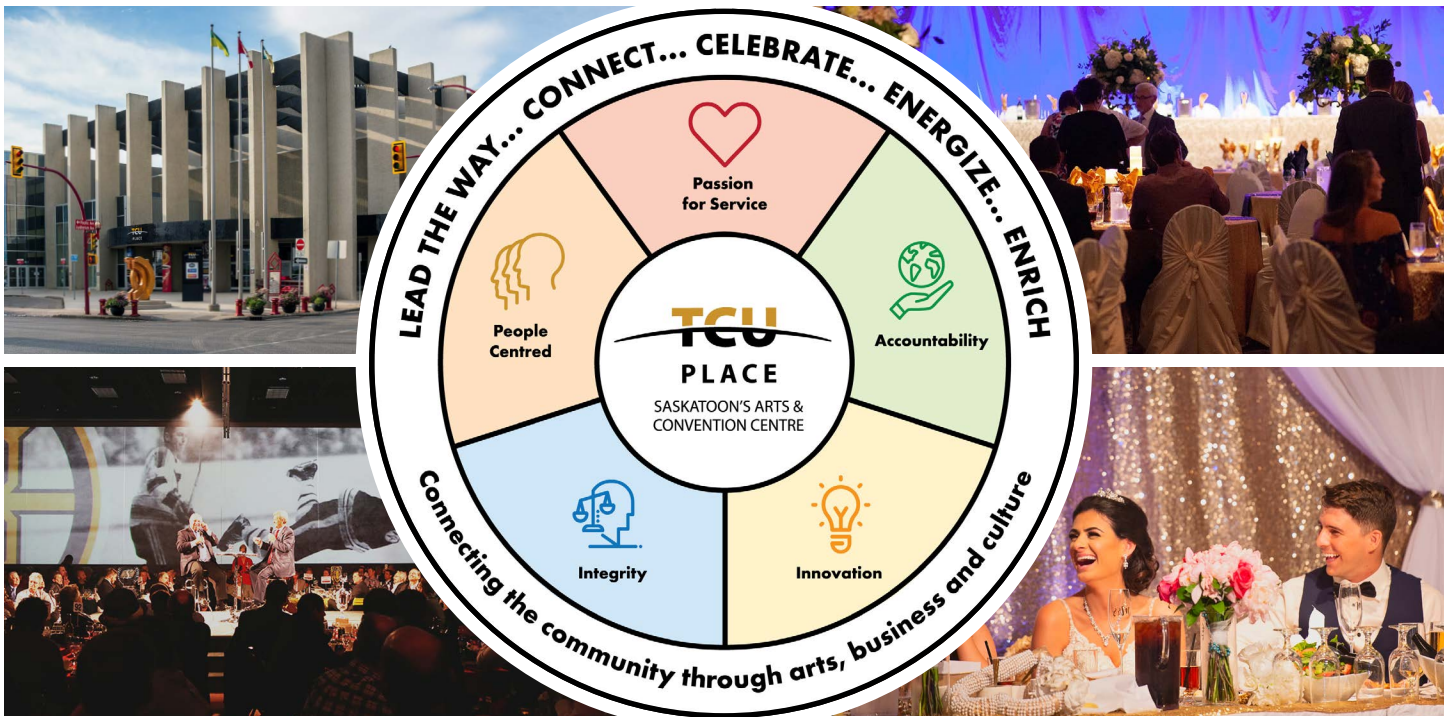 LEAD THE WAY... CONNECT... CELEBRATE... ENERGIZE... ENRICH
Passion
for Service
People
Centred
Accountability
TCU
PLACE
SASKATOON'S ARTS &
CONVENTION CENTRE
Integrity
Innovation
Connecting the community through arts, business and culture
TCU
PLACE